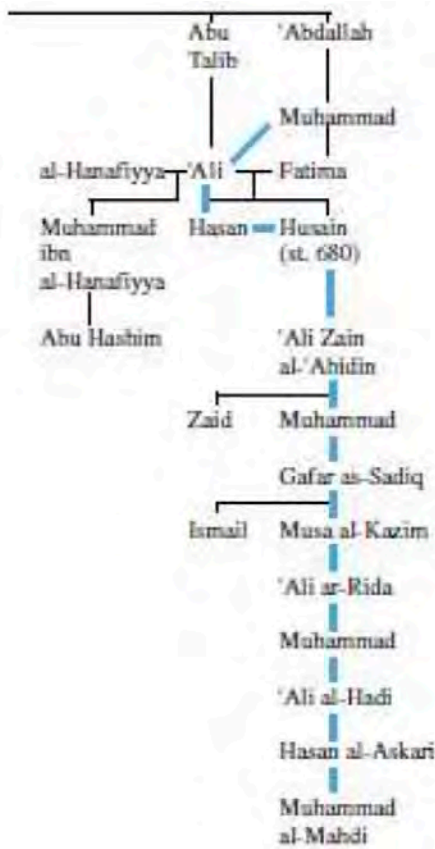 Abu 'Abdallah
Talib
Muhammad
al-Hanafiyya 'Ali Fatima
Muhammad Hasan Husain
ibn (st. 680)
al-Hanafiyya
Abu Hashim 'Ali Zain
al-'Abidin
Zaid Muhammad
Gafar as-Sadiq
Ismail Musa al-Kazim
'Ali ar-Rida
Muhammad
'Ali al-Hadi
Hasan al-Askari
Muhammad
al-Mahdi